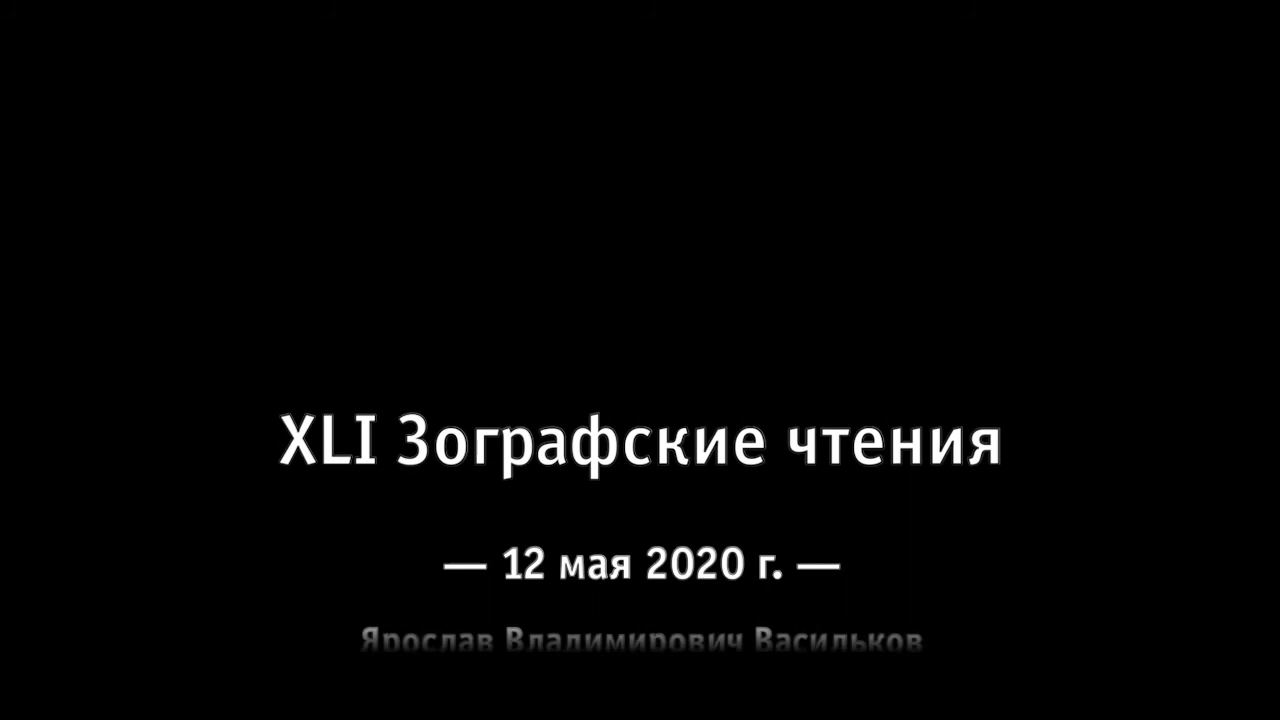 XLI Зографские чтения
— 12 мая 2020 г. —
Ярослав Владимирович Васильков